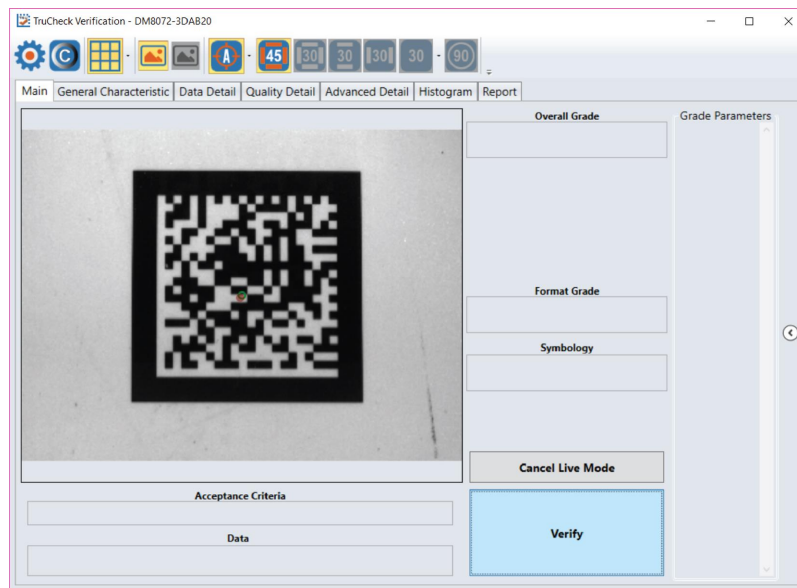 TruCheck Verification - DM8072-3DAB20
C A 45 30 30 30 30 90
Main General Characteristic Data Detail Quality Detail Advanced Detail Histogram Report
Overall Grade
Grade Parameters
Format Grade
Symbology
Cancel Live Mode
Acceptance Criteria
Verify
Data